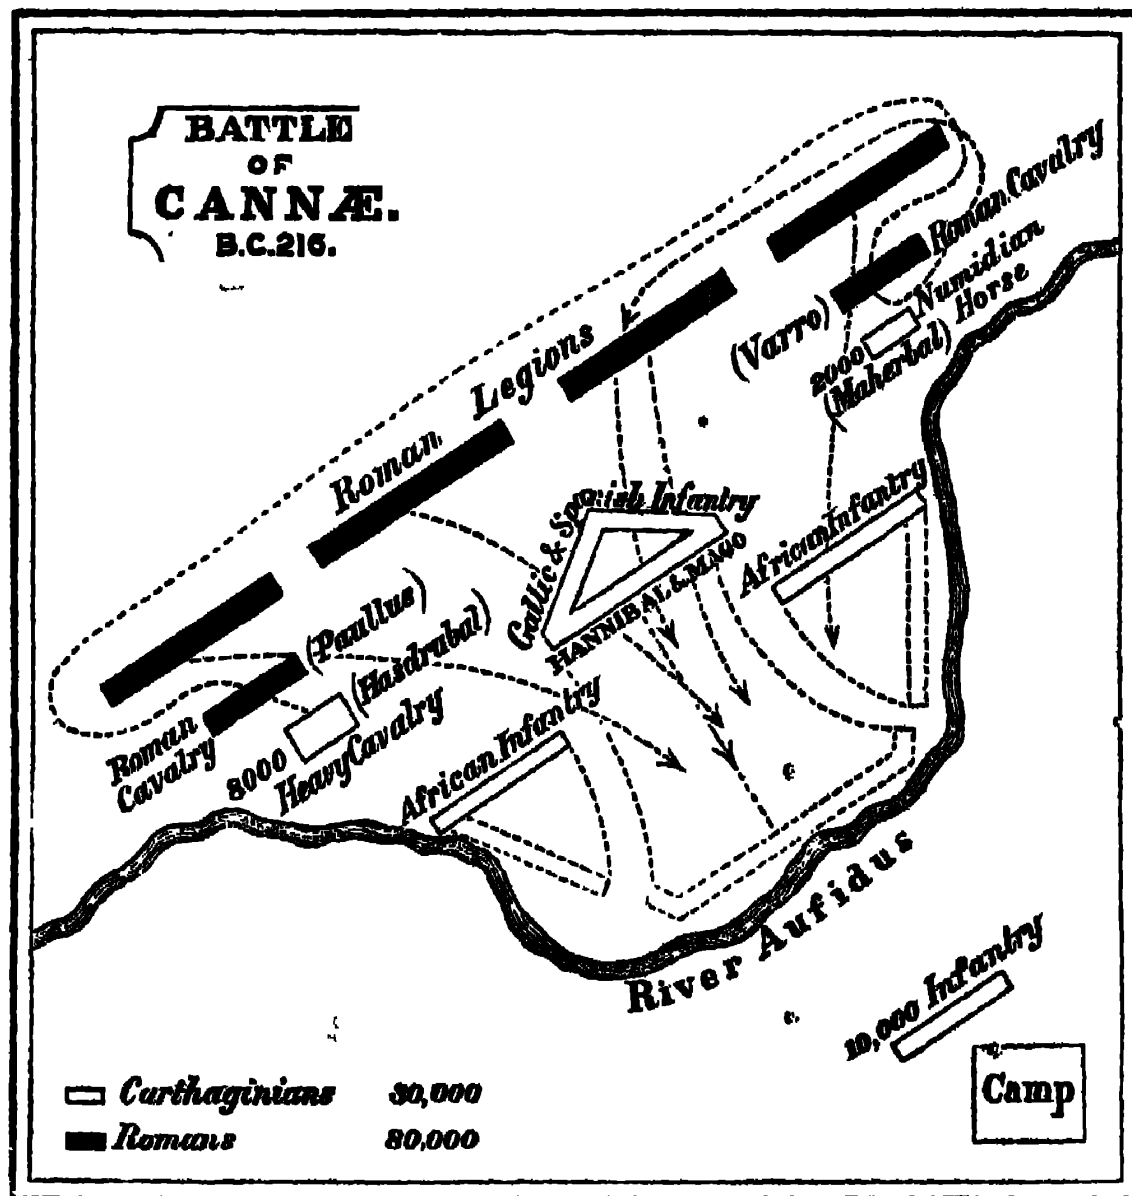 BATTLE
OF
CANNÆ.
B.C.216.
Roman Cavalry
Numidian
Horse
(Varro)
2000
(Maherbal)
Roman Legions
Gallic & Spanish Infantry
HANNIBAL & MAGO
African Infantry
(Paullus)
(Hasdrubal)
Roman
Cavalry
8000
Heavy Cavalry
African Infantry
River Aufidus
10,000 Infantry
Camp
Carthaginians 30,000
Romans 80,000